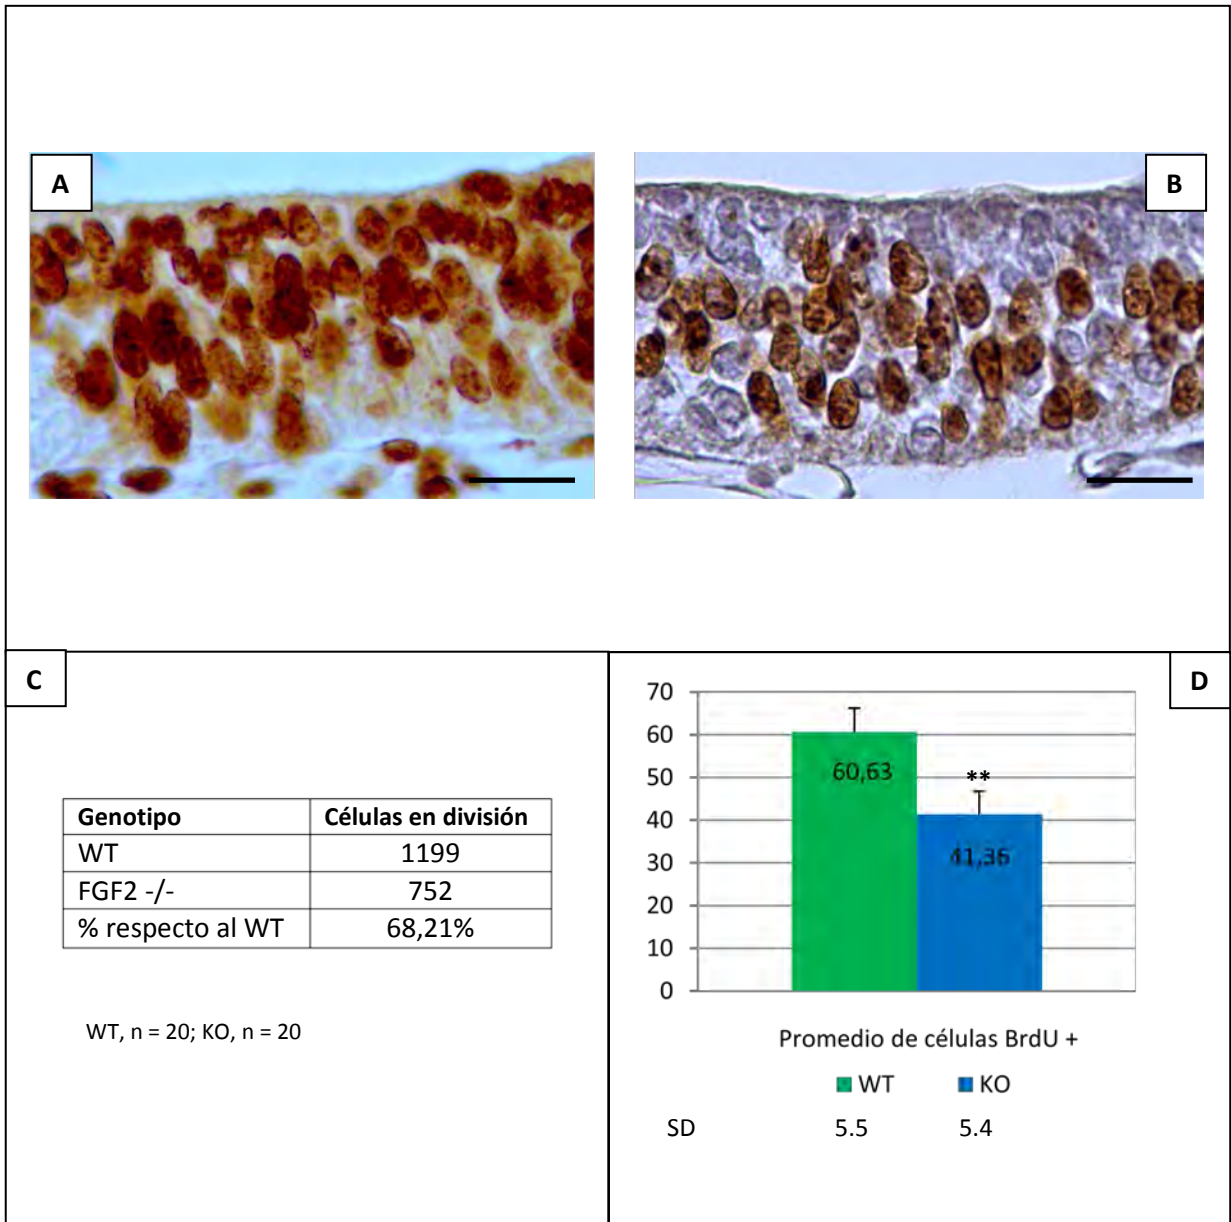 A
B
C
Genotipo Células en división
WT 1199
FGF2 -/- 752
% respecto al WT 68,21%
WT, n = 20; KO, n = 20
D
70
60
50
40
30
20
10
0
60,63
**
41,36
Promedio de células BrdU +
WT KO
SD 5.5 5.4